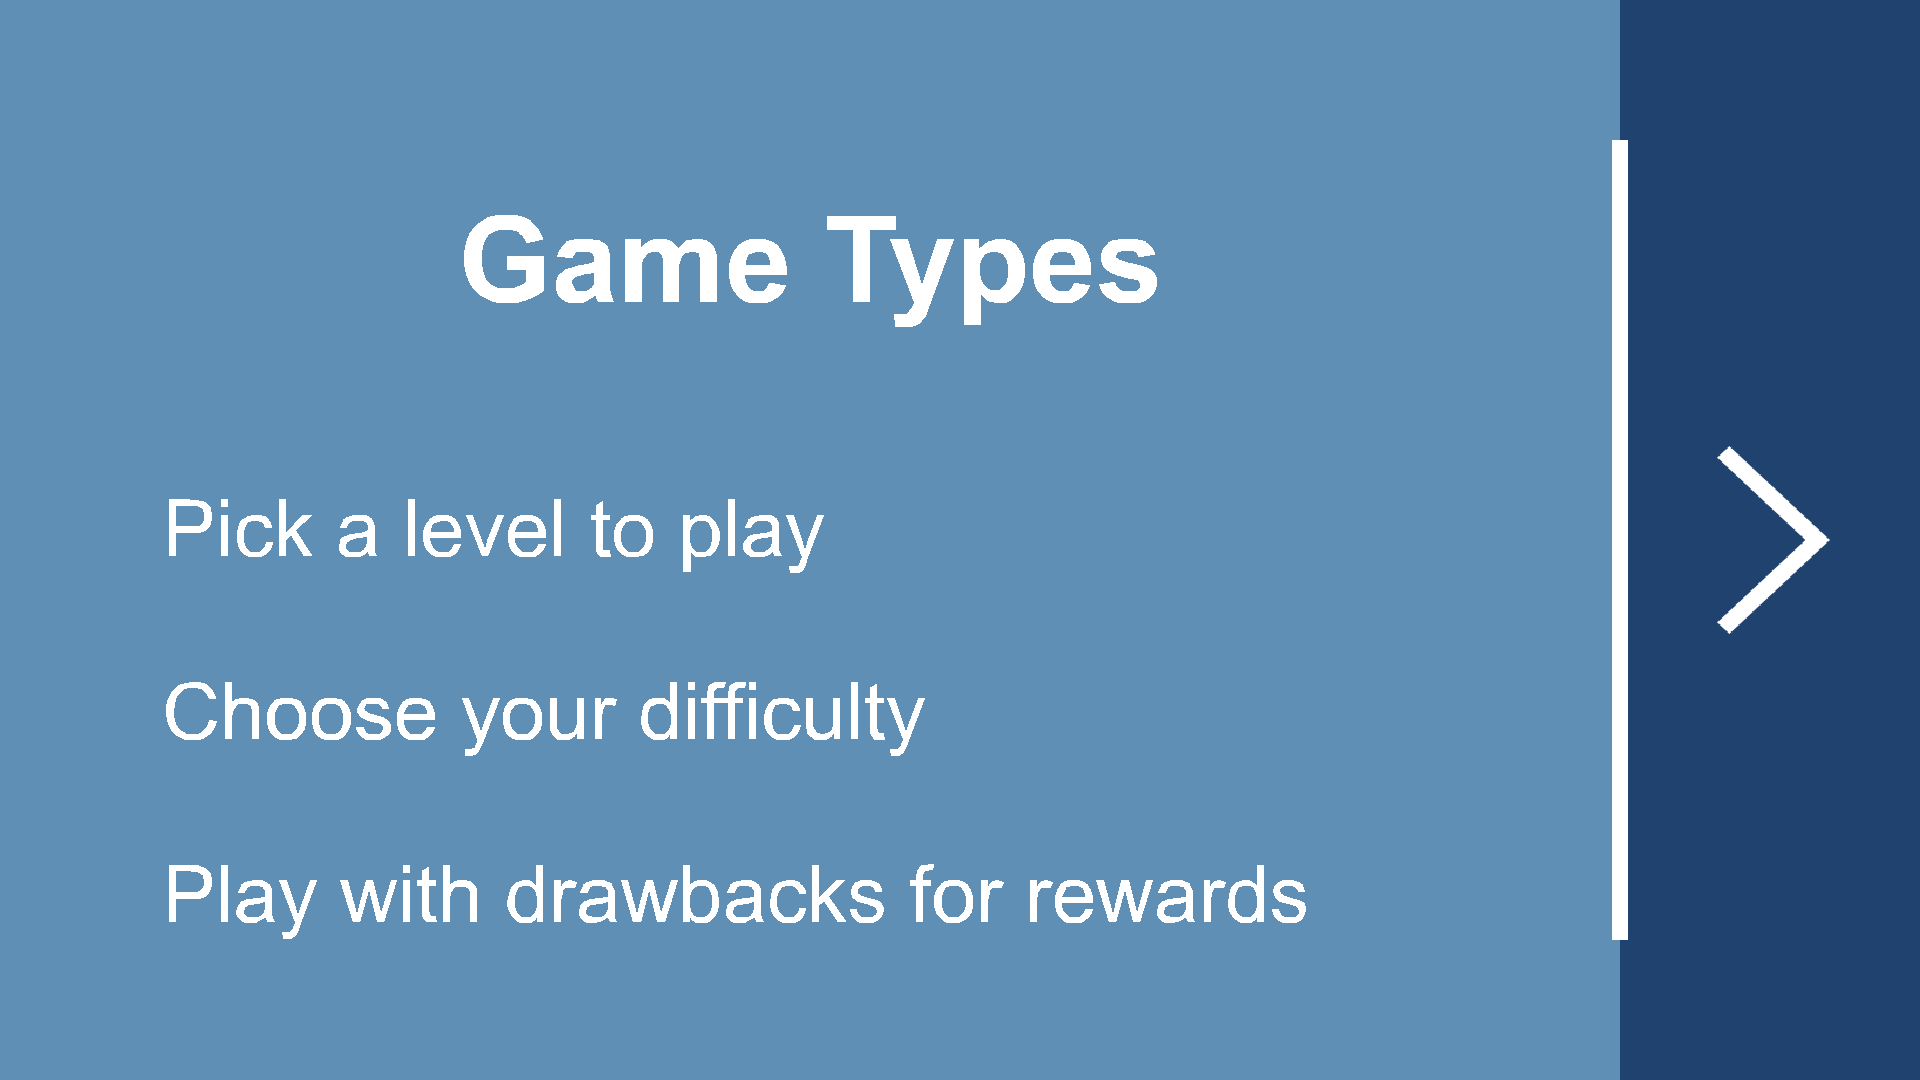 Game Types
Pick a level to play
Choose your difficulty
Play with drawbacks for rewards